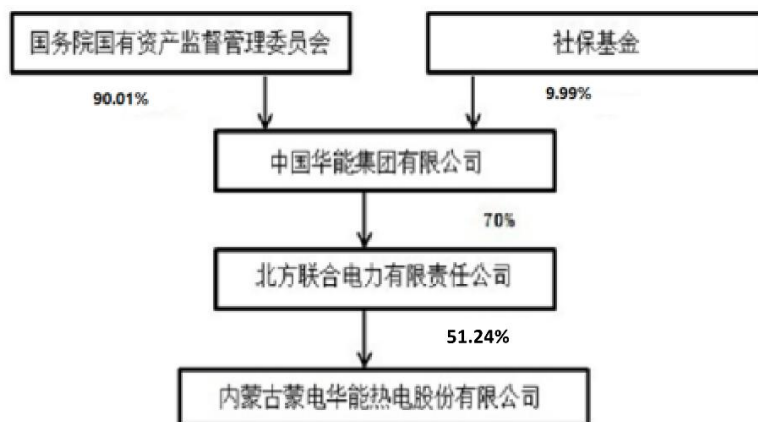 国务院国有资产监督管理委员会
社保基金
90.01%
9.99%
中国华能集团有限公司
70%
北方联合电力有限责任公司
51.24%
内蒙古蒙电华能热电股份有限公司